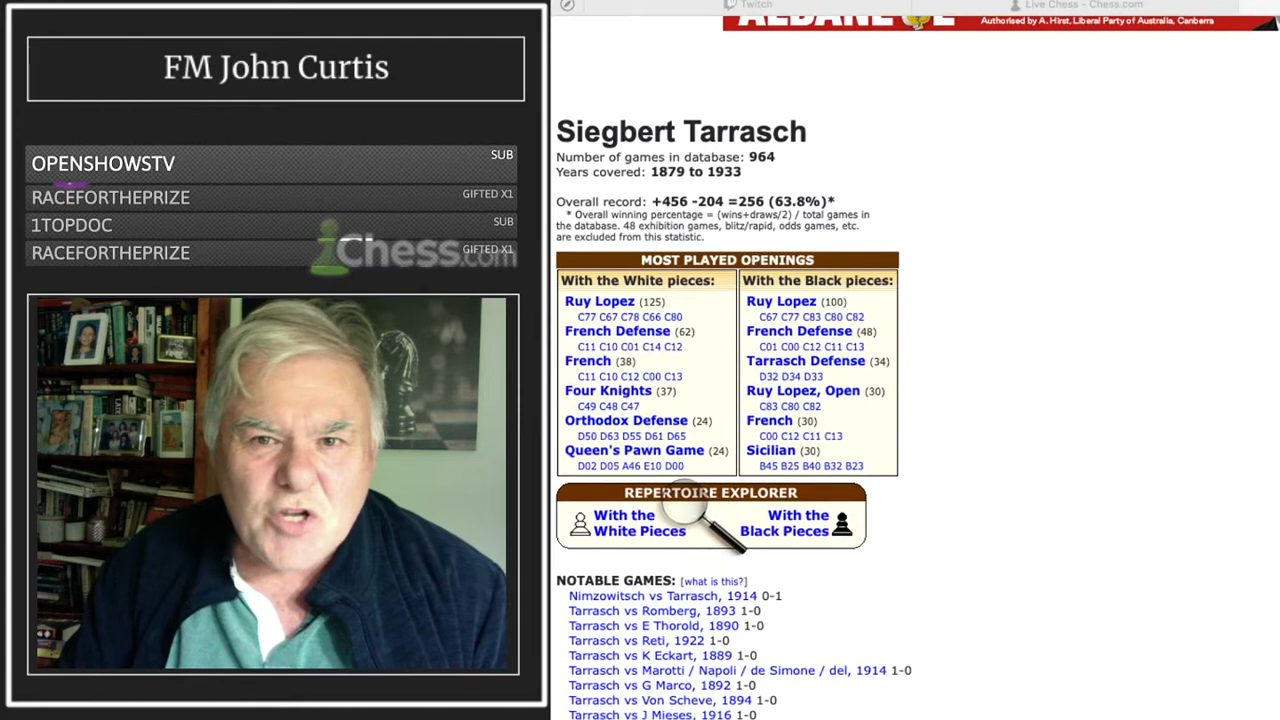 FM John Curtis
OPENSHOWSTV SUB
RACEFORTHEPRIZE GIFTED X1
1TOPDOC SUB
RACEFORTHEPRIZE GIFTED X1
Chess.com
Twitch
Live Chess - Chess.com
Authorised by A. Hirst, Liberal Party of Australia, Canberra
Siegbert Tarrasch
Number of games in database: 964
Years covered: 1879 to 1933
Overall record: +456 -204 =256 (63.8%)*
* Overall winning percentage = (wins+draws/2) / total games in
the database. 48 exhibition games, blitz/rapid, odds games, etc.
are excluded from this statistic.
MOST PLAYED OPENINGS
With the White pieces:
Ruy Lopez (125)
C77 C67 C78 C66 C80
French Defense (62)
C11 C10 C01 C14 C12
French (38)
C11 C10 C12 C00 C13
Four Knights (37)
C49 C48 C47
Orthodox Defense (24)
D50 D63 D55 D61 D65
Queen's Pawn Game (24)
D02 D05 A46 E10 D00
With the Black pieces:
Ruy Lopez (100)
C67 C77 C83 C80 C82
French Defense (48)
C01 C00 C12 C11 C13
Tarrasch Defense (34)
D32 D34 D33
Ruy Lopez, Open (30)
C83 C80 C82
French (30)
C00 C12 C11 C13
Sicilian (30)
B45 B25 B40 B32 B23
REPERTOIRE EXPLORER
With the
White Pieces
With the
Black Pieces
NOTABLE GAMES: [what is this?]
Nimzowitsch vs Tarrasch, 1914 0-1
Tarrasch vs Romberg, 1893 1-0
Tarrasch vs E Thorold, 1890 1-0
Tarrasch vs Reti, 1922 1-0
Tarrasch vs K Eckart, 1889 1-0
Tarrasch vs Marotti / Napoli / de Simone / del, 1914 1-0
Tarrasch vs G Marco, 1892 1-0
Tarrasch vs Von Scheve, 1894 1-0
Tarrasch vs J Mieses, 1916 1-0